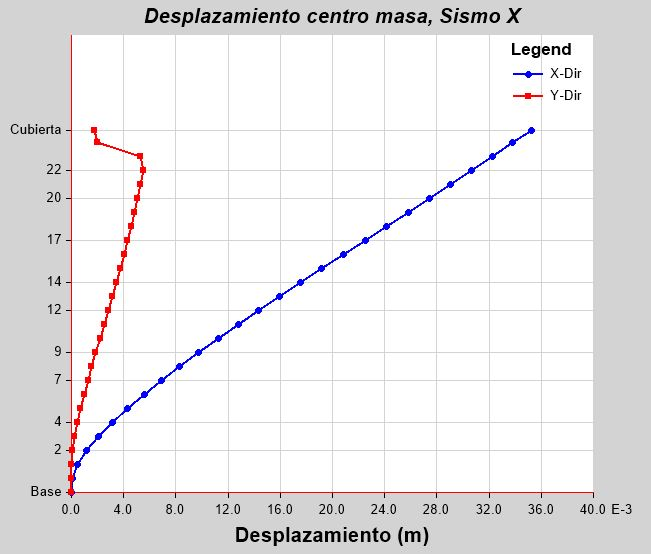 Desplazamiento centro masa, Sismo X
Legend
X-Dir
Y-Dir
Cubierta
22
20
17
14
12
9
7
4
2
Base
0.0 4.0 8.0 12.0 16.0 20.0 24.0 28.0 32.0 36.0 40.0 E-3
Desplazamiento (m)